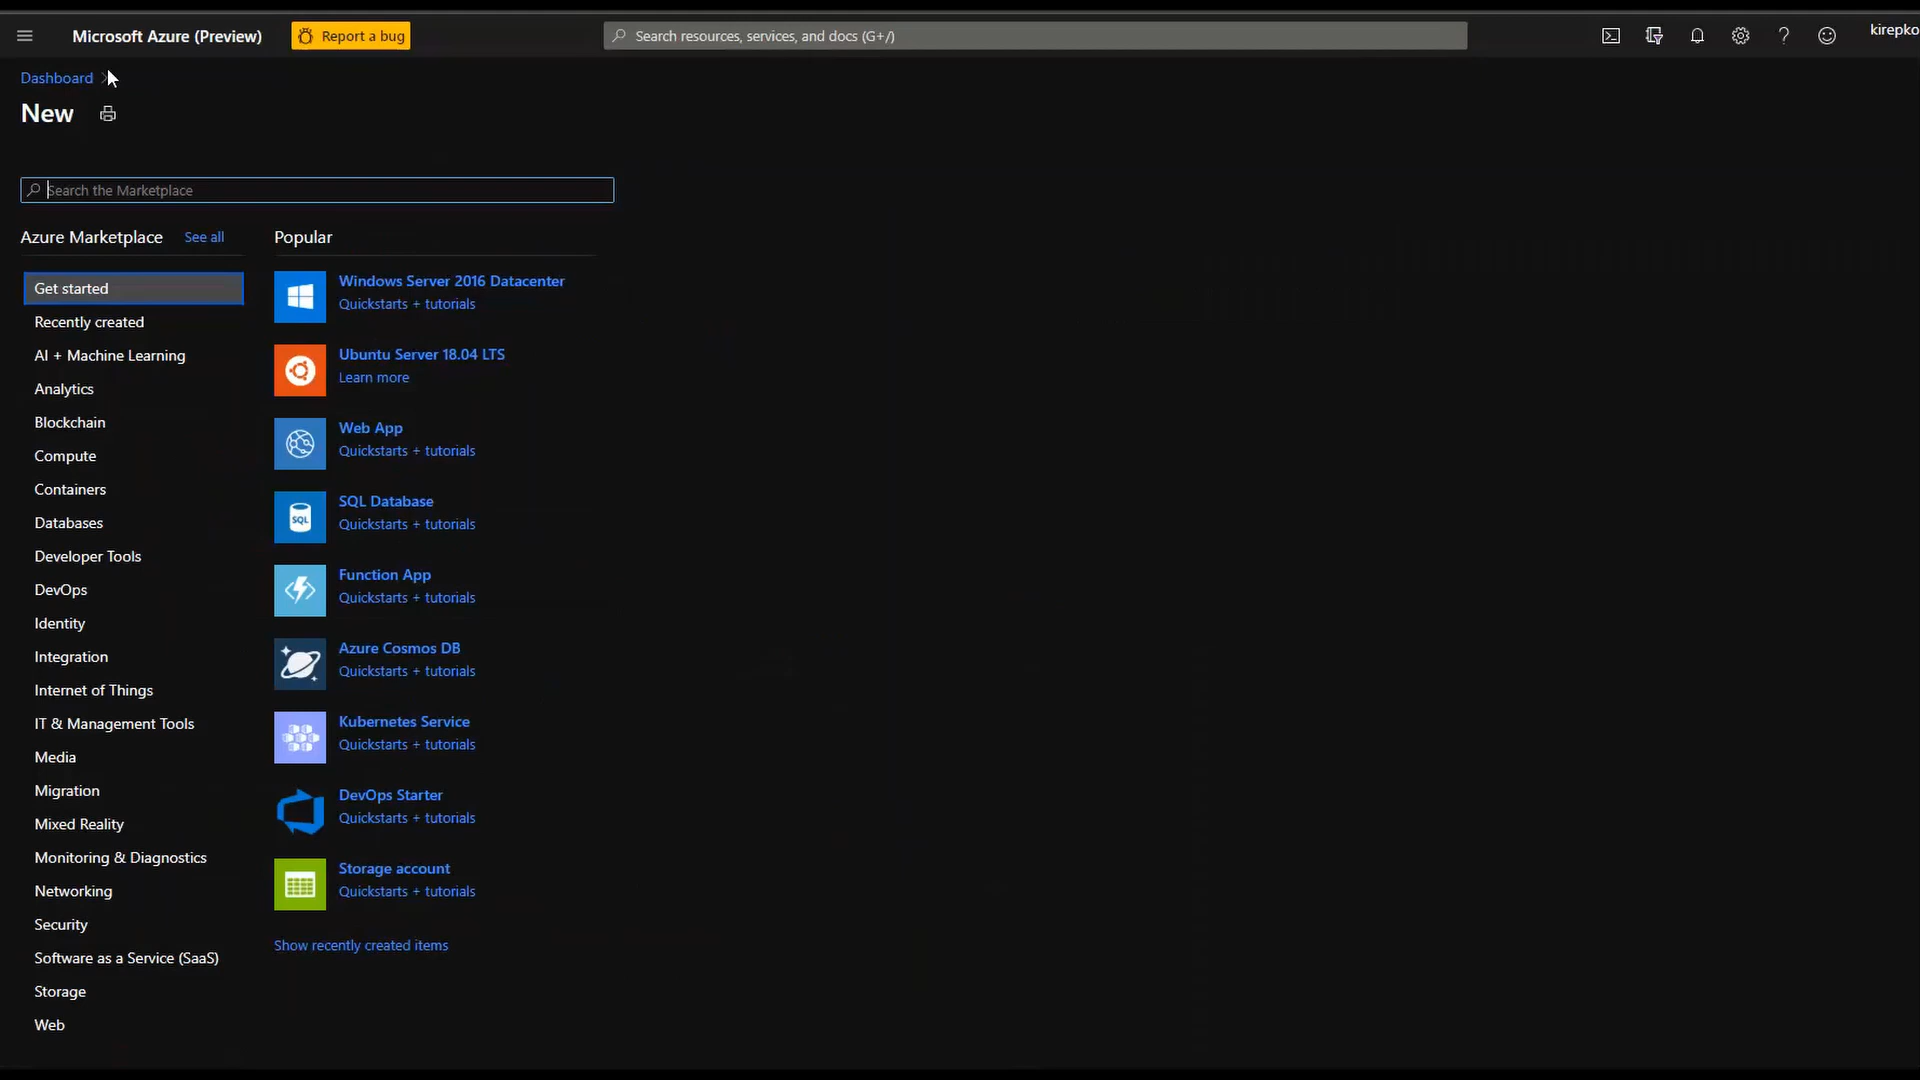 Microsoft Azure (Preview)
Report a bug
Search resources, services, and docs (G+/)
kirepko
Dashboard
New
Search the Marketplace
Azure Marketplace
See all
Popular
Get started
Recently created
AI + Machine Learning
Analytics
Blockchain
Compute
Containers
Databases
Developer Tools
DevOps
Identity
Integration
Internet of Things
IT & Management Tools
Media
Migration
Mixed Reality
Monitoring & Diagnostics
Networking
Security
Software as a Service (SaaS)
Storage
Web
Windows Server 2016 Datacenter
Quickstarts + tutorials
Ubuntu Server 18.04 LTS
Learn more
Web App
Quickstarts + tutorials
SQL
SQL Database
Quickstarts + tutorials
Function App
Quickstarts + tutorials
Azure Cosmos DB
Quickstarts + tutorials
Kubernetes Service
Quickstarts + tutorials
DevOps Starter
Quickstarts + tutorials
Storage account
Quickstarts + tutorials
Show recently created items